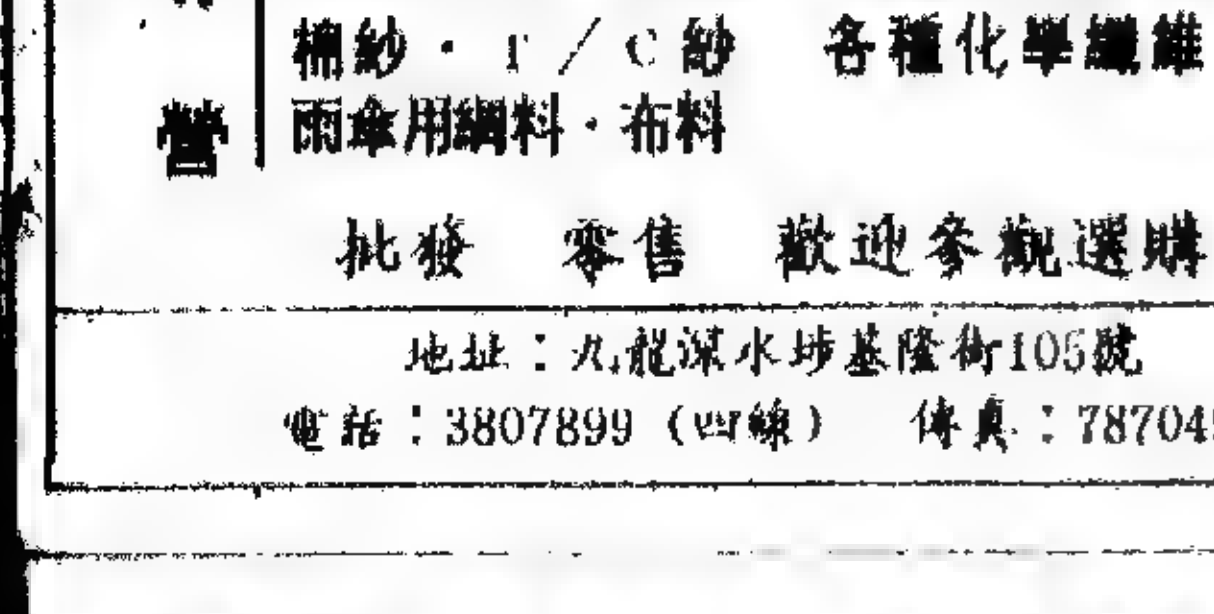 棉紗·T/C紗 各種化學纖維
營
雨傘用綢料·布料
批發 零售 歡迎參觀選購
地址：九龍深水埗基隆街105號
電話：3807899（四線） 傳真：787049